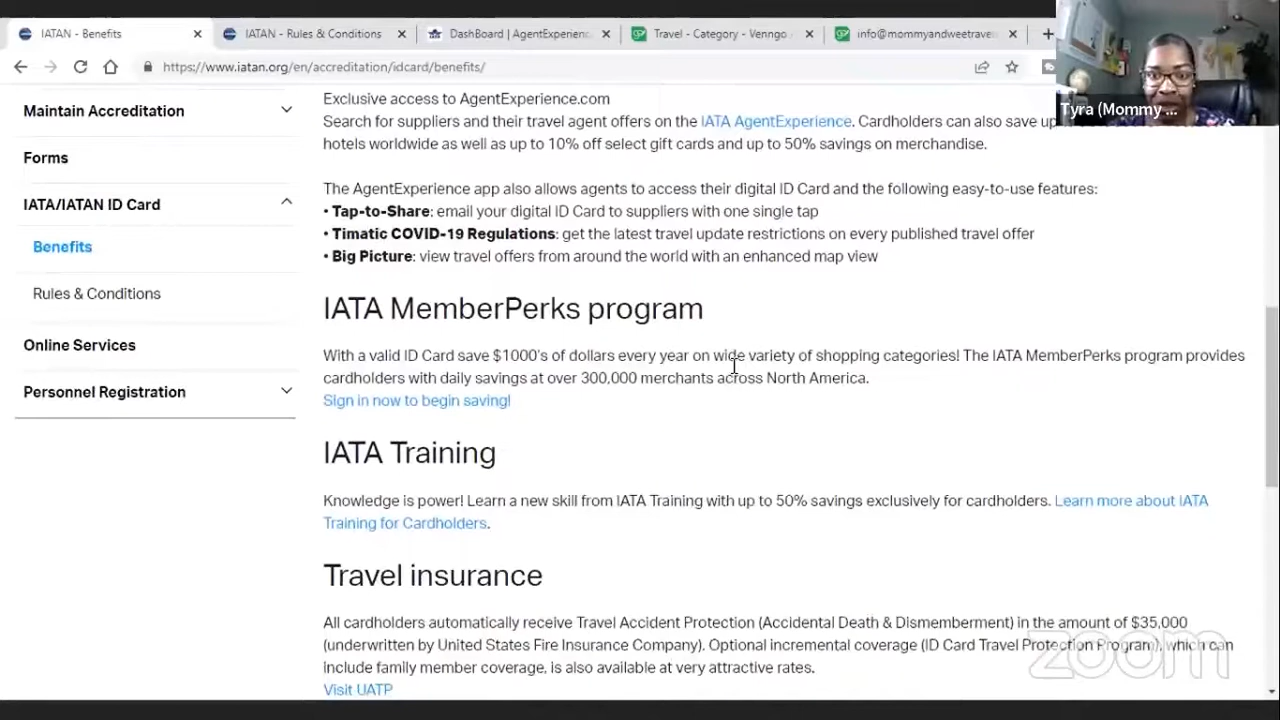 IATAN - Benefits
IATAN - Rules & Conditions
DashBoard | AgentExperienc
Travel - Category - Venngo
info@mommyandweetrave
https://www.iatan.org/en/accreditation/idcard/benefits/
Tyra (Mommy ...
Maintain Accreditation
Forms
IATA/IATAN ID Card
Benefits
Rules & Conditions
Online Services
Personnel Registration
Exclusive access to AgentExperience.com
Search for suppliers and their travel agent offers on the IATA AgentExperience. Cardholders can also save up
hotels worldwide as well as up to 10% off select gift cards and up to 50% savings on merchandise.
The AgentExperience app also allows agents to access their digital ID Card and the following easy-to-use features:
• Tap-to-Share: email your digital ID Card to suppliers with one single tap
• Timatic COVID-19 Regulations: get the latest travel update restrictions on every published travel offer
• Big Picture: view travel offers from around the world with an enhanced map view
IATA MemberPerks program
With a valid ID Card save $1000's of dollars every year on wide variety of shopping categories! The IATA MemberPerks program provides
cardholders with daily savings at over 300,000 merchants across North America.
Sign in now to begin saving!
IATA Training
Knowledge is power! Learn a new skill from IATA Training with up to 50% savings exclusively for cardholders. Learn more about IATA
Training for Cardholders.
Travel insurance
All cardholders automatically receive Travel Accident Protection (Accidental Death & Dismemberment) in the amount of $35,000
(underwritten by United States Fire Insurance Company). Optional incremental coverage (ID Card Travel Protection Program), which can
include family member coverage, is also available at very attractive rates.
Visit UATP
zoom